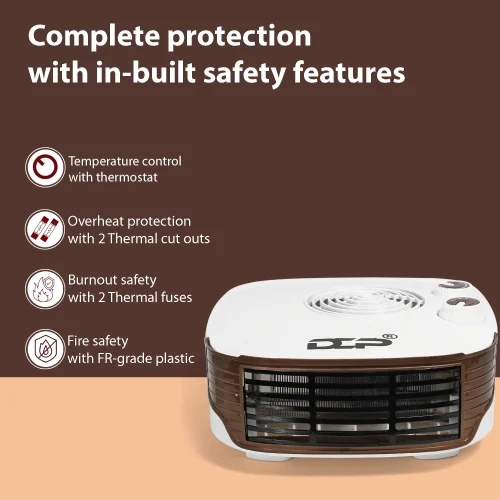 Complete protection
with in-built safety features
Temperature control
with thermostat
Overheat protection
with 2 Thermal cut outs
Burnout safety
with 2 Thermal fuses
Fire safety
with FR-grade plastic
®